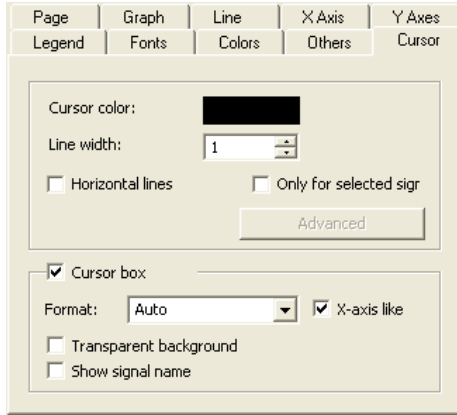 Page Graph Line X Axis Y Axes
Legend Fonts Colors Others Cursor
Cursor color:
Line width: 1
Horizontal lines Only for selected sigr
Advanced
Cursor box
Format: Auto X-axis like
Transparent background
Show signal name